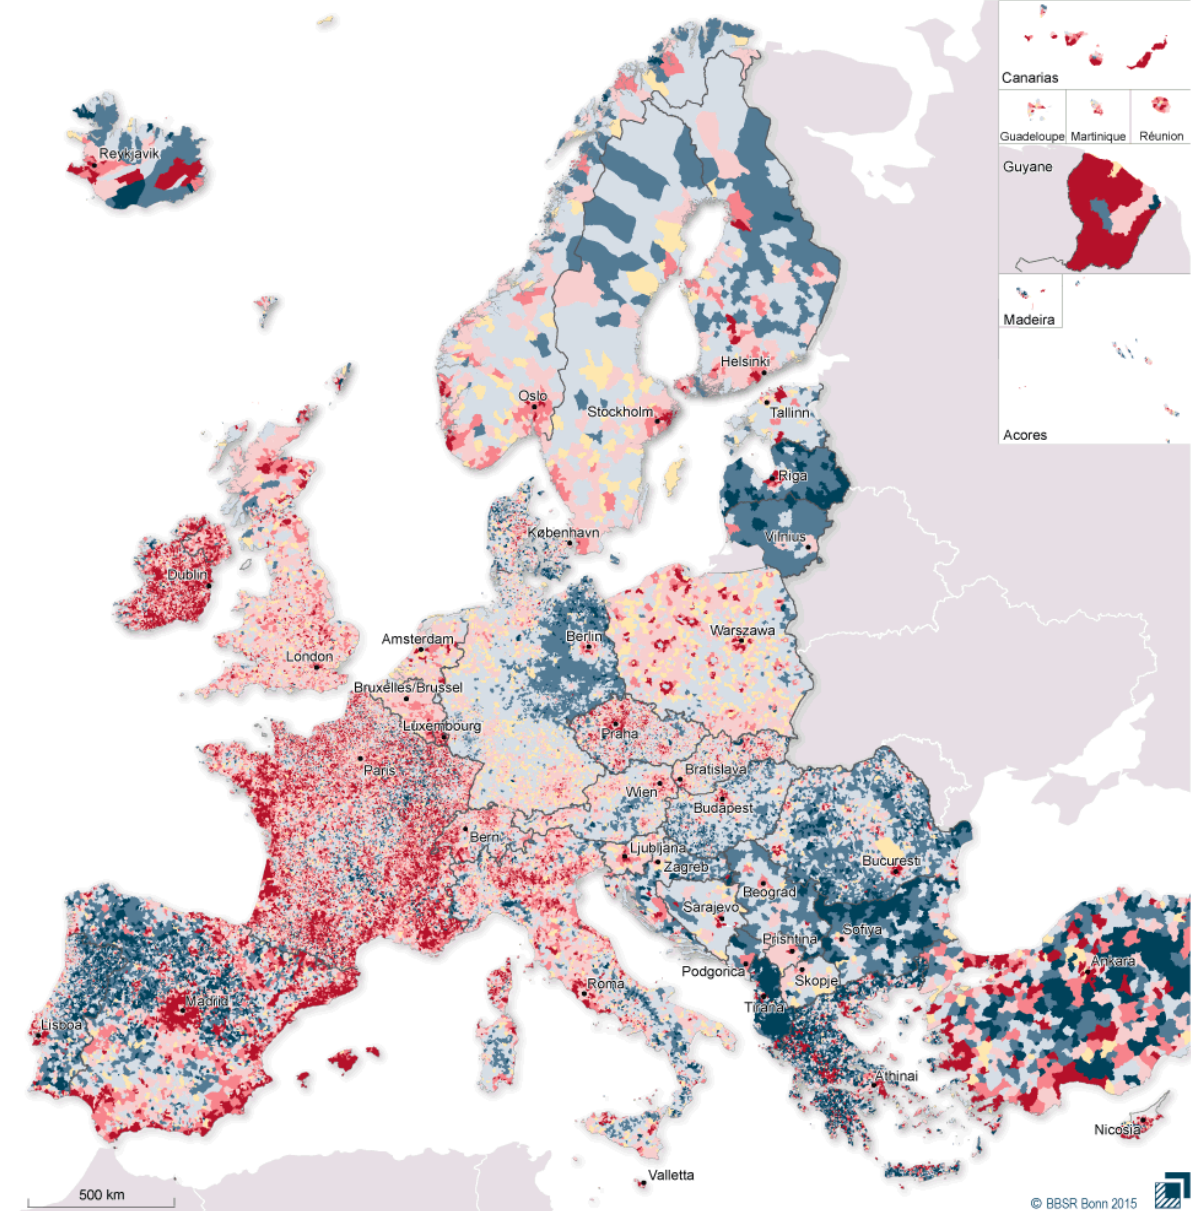 Canarias
Guadeloupe
Martinique
Réunion
Guyane
Madeira
Acores
Reykjavik
Helsinki
Oslo
Stockholm
Tallinn
Riga
København
Vilnius
Dublin
Berlin
Warszawa
Amsterdam
London
Bruxelles/Brussel
Luxembourg
Praha
Paris
Bratislava
Wien
Budapest
Bern
Ljubljana
Zagreb
Bucuresti
Beograd
Sarajevo
Sofiya
Prishtina
Podgorica
Skopje
Ankara
Roma
Tirana
Madrid
Lisboa
Athinai
Nicosia
Valletta
500 km
© BBSR Bonn 2015